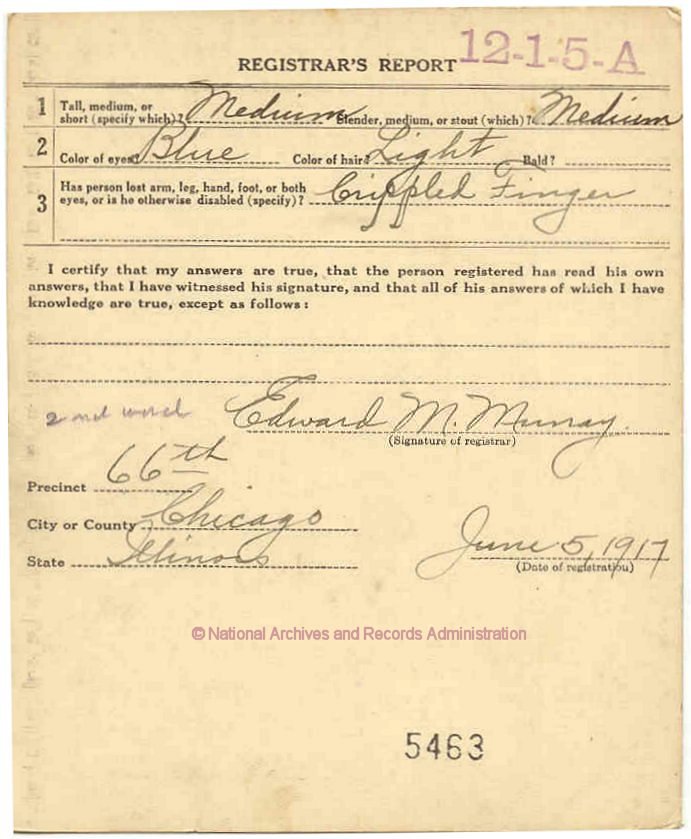 REGISTRAR'S REPORT 12-1-5-A
1 Tall, medium, or short (specify which)? Medium Slender, medium, or stout (which)? Medium
2 Color of eyes Blue Color of hair Light Bald?
3 Has person lost arm, leg, hand, foot, or both
eyes, or is he otherwise disabled (specify)? Crippled Finger
I certify that my answers are true, that the person registered has read his own
answers, that I have witnessed his signature, and that all of his answers of which I have
knowledge are true, except as follows:
2nd word Edward M. Murray.
(Signature of registrar)
Precinct 66th
City or County Chicago
State Illinois June 5, 1917
(Date of registration)
© National Archives and Records Administration
5463